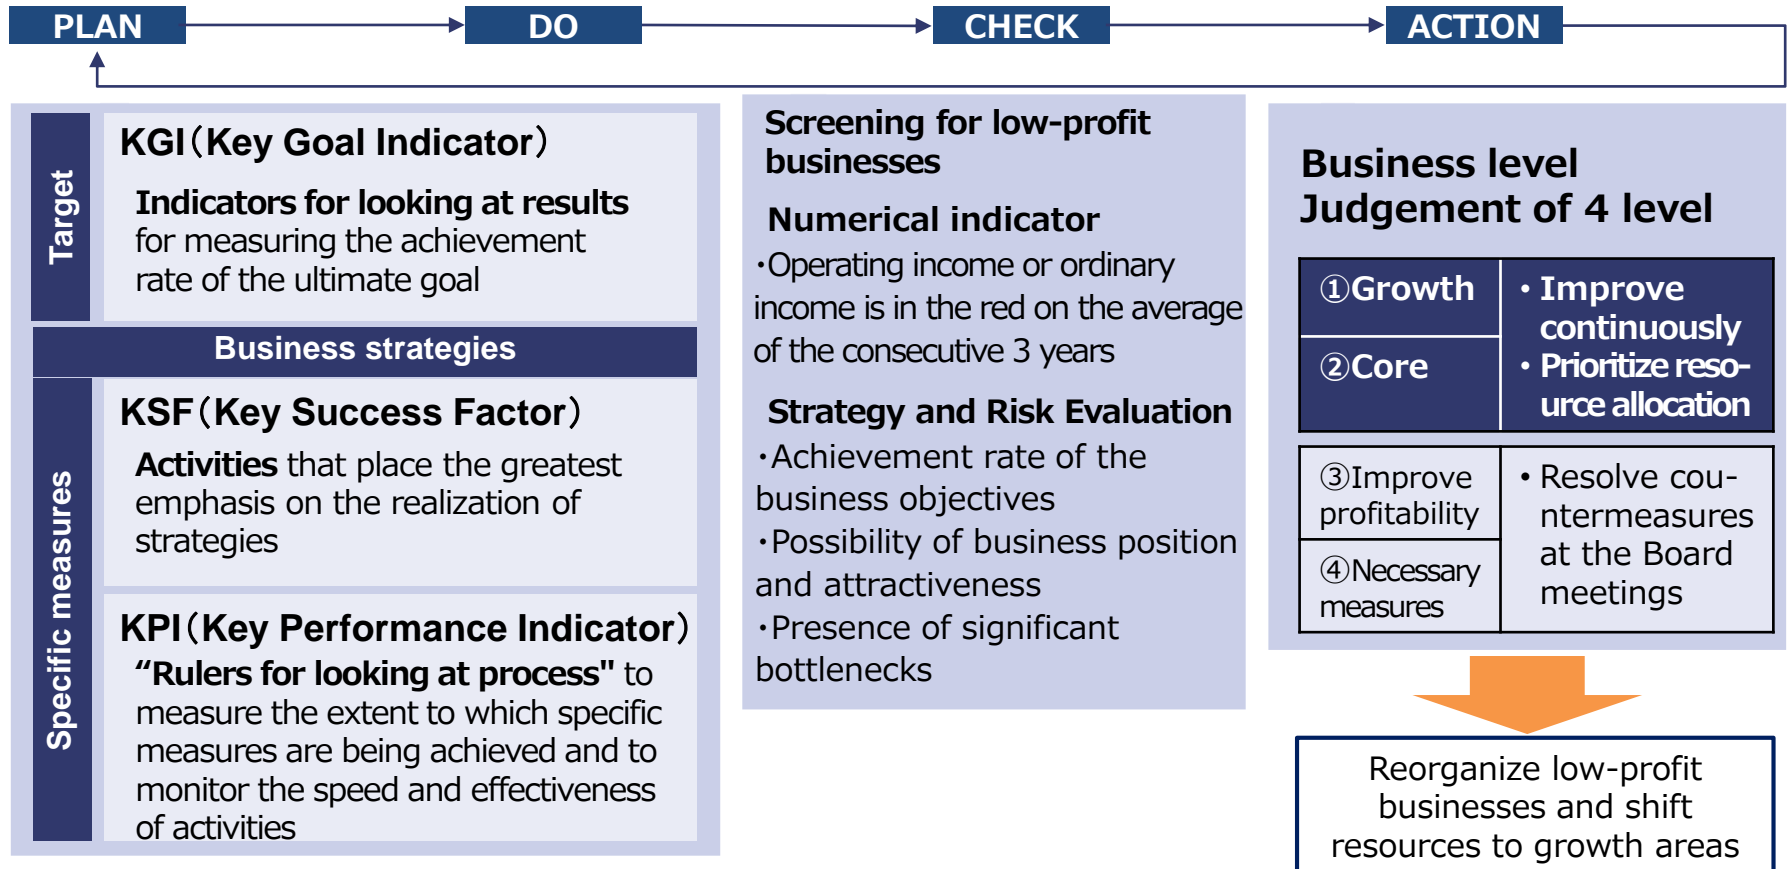 PLAN
DO
CHECK
ACTION
Target
KGI（Key Goal Indicator）
Indicators for looking at results
for measuring the achievement
rate of the ultimate goal
Business strategies
Specific measures
KSF（Key Success Factor）
Activities that place the greatest
emphasis on the realization of
strategies
KPI（Key Performance Indicator）
“Rulers for looking at process" to
measure the extent to which specific
measures are being achieved and to
monitor the speed and effectiveness
of activities
Screening for low-profit
businesses
Numerical indicator
・Operating income or ordinary
income is in the red on the average
of the consecutive 3 years
Strategy and Risk Evaluation
・Achievement rate of the
business objectives
・Possibility of business position
and attractiveness
・Presence of significant
bottlenecks
Business level
Judgement of 4 level
①Growth
②Core
• Improve
continuously
• Prioritize reso-
urce allocation
③Improve
profitability
④Necessary
measures
• Resolve cou-
ntermeasures
at the Board
meetings
Reorganize low-profit
businesses and shift
resources to growth areas